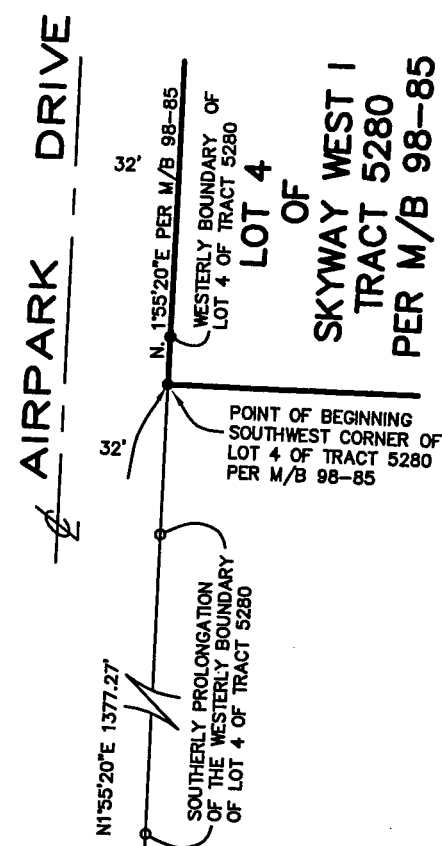 ℄ AIRPARK DRIVE
32'
N. 1°55'20"E PER M/B 98-85
WESTERLY BOUNDARY OF
LOT 4 OF TRACT 5280
LOT 4
OF
SKYWAY WEST I
TRACT 5280
PER M/B 98-85
32'
POINT OF BEGINNING
SOUTHWEST CORNER OF
LOT 4 OF TRACT 5280
PER M/B 98-85
N1°55'20"E 1377.27'
SOUTHERLY PROLONGATION
OF THE WESTERLY BOUNDARY
OF LOT 4 OF TRACT 5280